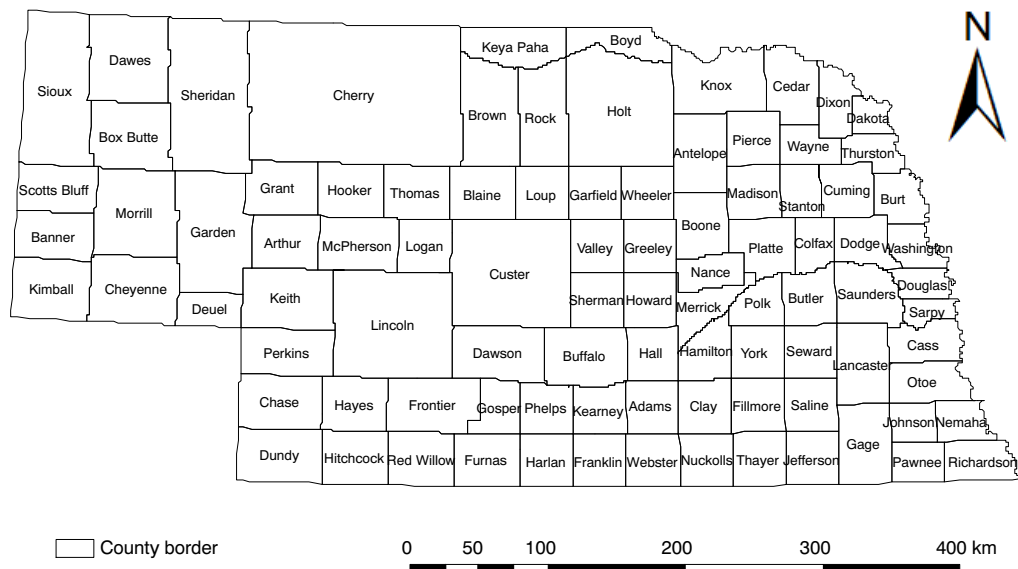 N
Boyd
Keya Paha
Dawes
Sioux
Sheridan
Cherry
Knox
Cedar
Dixon
Dakota
Brown
Rock
Holt
Box Butte
Pierce
Wayne
Thurston
Antelope
Scotts Bluff
Grant
Hooker
Thomas
Blaine
Loup
Garfield
Wheeler
Madison
Stanton
Cuming
Burt
Morrill
Garden
Boone
Banner
Arthur
McPherson
Logan
Valley
Greeley
Platte
Colfax
Dodge
Washington
Custer
Nance
Kimball
Cheyenne
Keith
Sherman
Howard
Merrick
Polk
Butler
Saunders
Douglas
Deuel
Sarpy
Lincoln
Perkins
Dawson
Buffalo
Hall
Hamilton
York
Seward
Lancaster
Cass
Otoe
Chase
Hayes
Frontier
Gosper
Phelps
Kearney
Adams
Clay
Fillmore
Saline
Johnson
Nemaha
Gage
Dundy
Hitchcock
Red Willow
Furnas
Harlan
Franklin
Webster
Nuckolls
Thayer
Jefferson
Pawnee
Richardson
County border
0 50 100 200 300 400 km